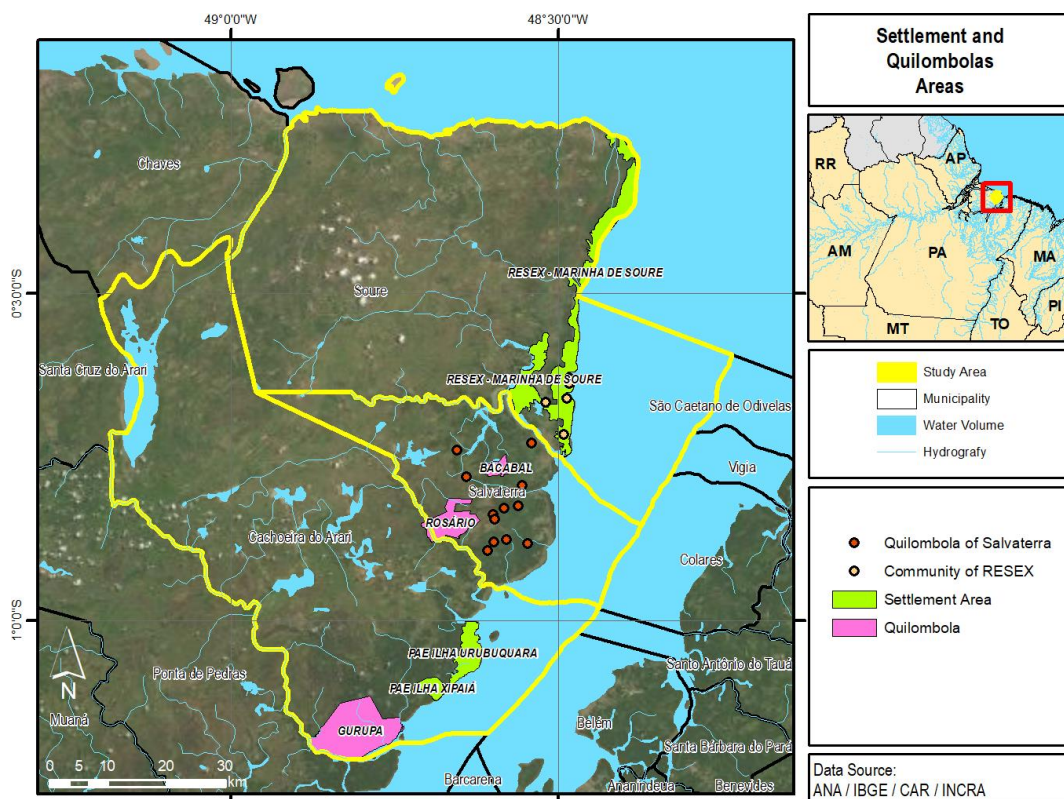 49°0'0"W
48°30'0"W
0°30'0"S
1°0'0"S
Chaves
RESEX - MARINHA DE SOURE
Soure
Santa Cruz do Arari
RESEX - MARINHA DE SOURE
São Caetano de Odivelas
Vigia
BACABAL
Salvaterra
ROSÁRIO
Cachoeira do Arari
Colares
PAE ILHA URUBUQUARA
Santo Antônio do Tauá
Ponta de Pedras
PAE ILHA XIPAIÁ
N
Muaná
GURUPA
Belém
Santa Bárbara do Pará
0 5 10 20 30
km
Barcarena
Ananindeua
Benevides
Settlement and
Quilombolas
Areas
RR
AP
AM
PA
MA
PI
MT
TO
Study Area
Municipality
Water Volume
Hydrografy
Quilombola of Salvaterra
Community of RESEX
Settlement Area
Quilombola
Data Source:
ANA / IBGE / CAR / INCRA